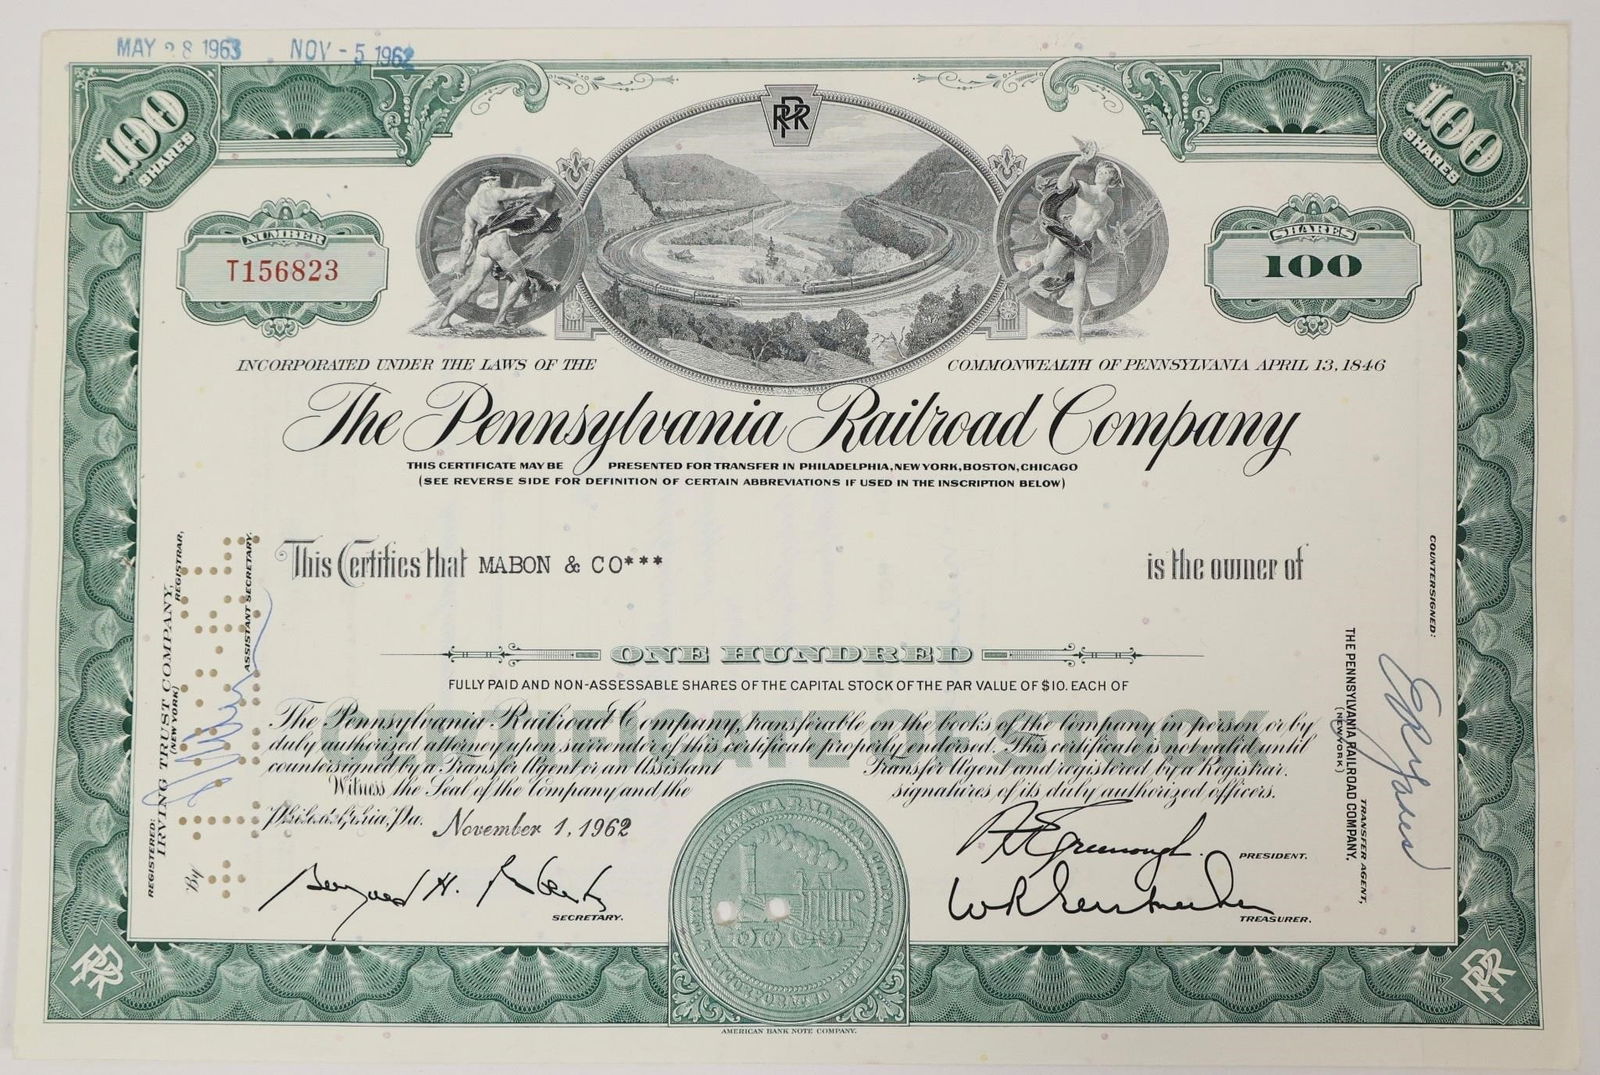 MAY 28 1963 NOV - 5 1962
100 SHARES
PRR
100 SHARES
NUMBER
T156823
SHARES
100
INCORPORATED UNDER THE LAWS OF THE COMMONWEALTH OF PENNSYLVANIA APRIL 13, 1846
The Pennsylvania Railroad Company
THIS CERTIFICATE MAY BE PRESENTED FOR TRANSFER IN PHILADELPHIA, NEW YORK, BOSTON, CHICAGO
(SEE REVERSE SIDE FOR DEFINITION OF CERTAIN ABBREVIATIONS IF USED IN THE INSCRIPTION BELOW)
This Certifies that MABON & CO*** is the owner of
ONE HUNDRED
FULLY PAID AND NON-ASSESSABLE SHARES OF THE CAPITAL STOCK OF THE PAR VALUE OF $10. EACH OF
CERTIFICATE OF STOCK
The Pennsylvania Railroad Company, transferable on the books of the Company in person or by
duly authorized attorney upon surrender of this certificate properly endorsed. This certificate is not valid until
countersigned by a Transfer Agent or an Assistant Transfer Agent and registered by a Registrar.
Witness the Seal of the Company and the signatures of its duly authorized officers.
Philadelphia, Pa. November 1, 1962
PRESIDENT.
SECRETARY.
TREASURER.
THE PENNSYLVANIA RAILROAD COMPANY
INCORPORATED 1846
REGISTERED:
IRVING TRUST COMPANY,
(NEW YORK)
REGISTRAR,
By
ASSISTANT SECRETARY.
COUNTERSIGNED:
THE PENNSYLVANIA RAILROAD COMPANY,
(NEW YORK)
TRANSFER AGENT,
PRR
PRR
AMERICAN BANK NOTE COMPANY.